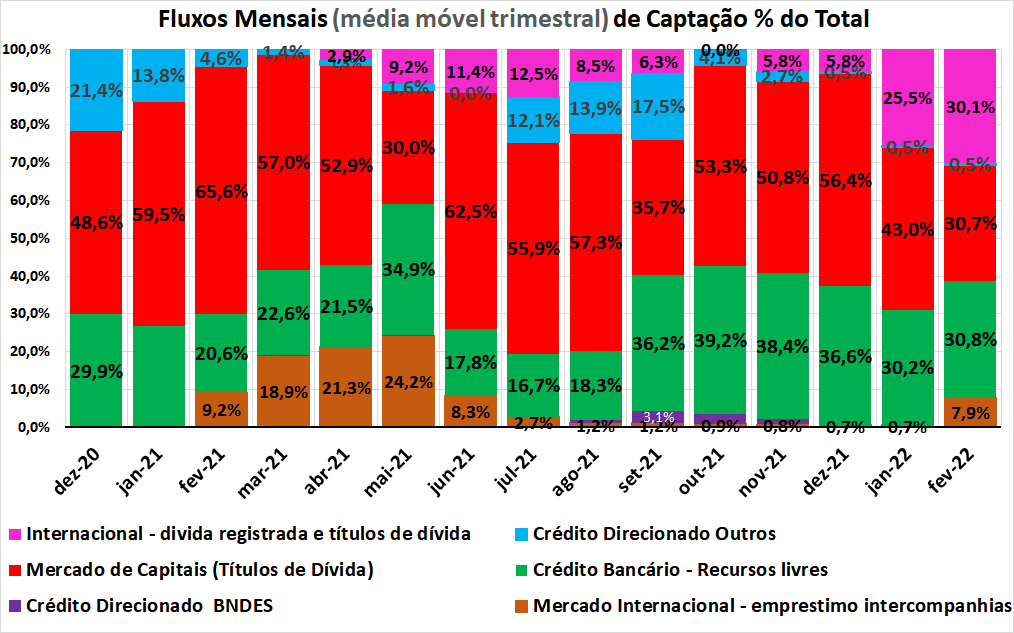 Fluxos Mensais (média móvel trimestral) de Captação % do Total
100,0%
90,0%
80,0%
70,0%
60,0%
50,0%
40,0%
30,0%
20,0%
10,0%
0,0%
21,4% 48,6% 29,9%
13,8% 59,5%
4,6% 65,6% 20,6% 9,2%
1,4% 57,0% 22,6% 18,9%
2,9% 52,9% 21,5% 21,3%
9,2% 1,6% 30,0% 34,9% 24,2%
11,4% 0,0% 62,5% 17,8% 8,3%
12,5% 12,1% 55,9% 16,7% 2,7%
8,5% 13,9% 57,3% 18,3% 1,2%
6,3% 17,5% 35,7% 36,2% 3,1% 1,2%
0,0% 4,1% 53,3% 39,2% 0,9%
5,8% 2,7% 50,8% 38,4% 0,8%
5,8% 0,5% 56,4% 36,6% 0,7%
25,5% 0,5% 43,0% 30,2% 0,7%
30,1% 0,5% 30,7% 30,8% 7,9%
dez-20 jan-21 fev-21 mar-21 abr-21 mai-21 jun-21 jul-21 ago-21 set-21 out-21 nov-21 dez-21 jan-22 fev-22
Internacional - divida registrada e títulos de dívida
Crédito Direcionado Outros
Mercado de Capitais (Títulos de Dívida)
Crédito Bancário - Recursos livres
Crédito Direcionado  BNDES
Mercado Internacional - emprestimo intercompanhias